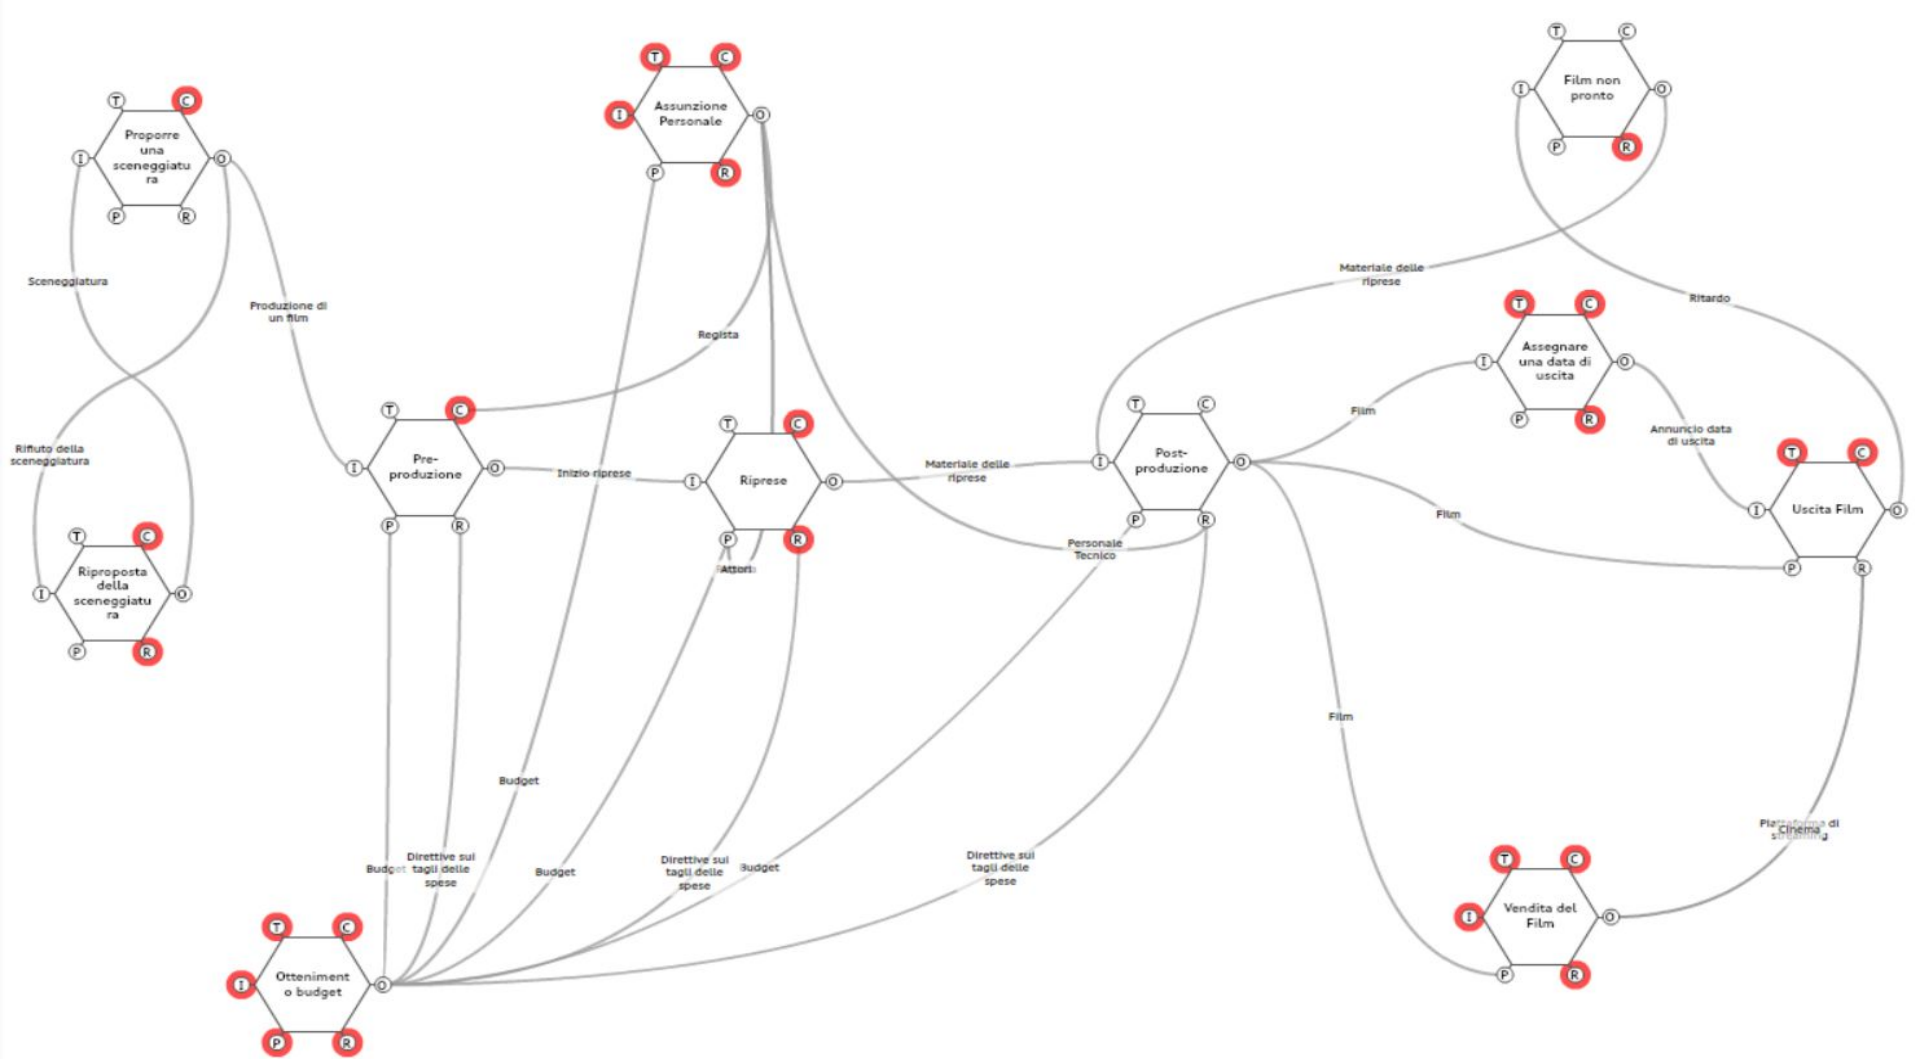 T
C
Proporre
una
sceneggiatu
ra
I
O
P
R
Sceneggiatura
Rifiuto della
sceneggiatura
Produzione di
un film
T
C
Riproposta
della
sceneggiatu
ra
I
O
P
R
T
C
Assunzione
Personale
I
O
P
R
Regista
T
C
Pre-
produzione
I
O
P
R
Inizio riprese
T
C
Riprese
I
O
P
R
Attori
Materiale delle
riprese
Personale
Tecnico
T
C
Post-
produzione
I
O
P
R
T
C
Film non
pronto
I
O
P
R
Materiale delle
riprese
Ritardo
T
C
Assegnare
una data di
uscita
I
O
P
R
Film
Annuncio data
di uscita
Film
T
C
Uscita Film
I
O
P
R
Film
Budget
Budget
Direttive sui
tagli delle
spese
Budget
Direttive sui
tagli delle
spese
Budget
Direttive sui
tagli delle
spese
T
C
Otteniment
o budget
I
O
P
R
Piattaforma di
streaming
Cinema
T
C
Vendita del
Film
I
O
P
R